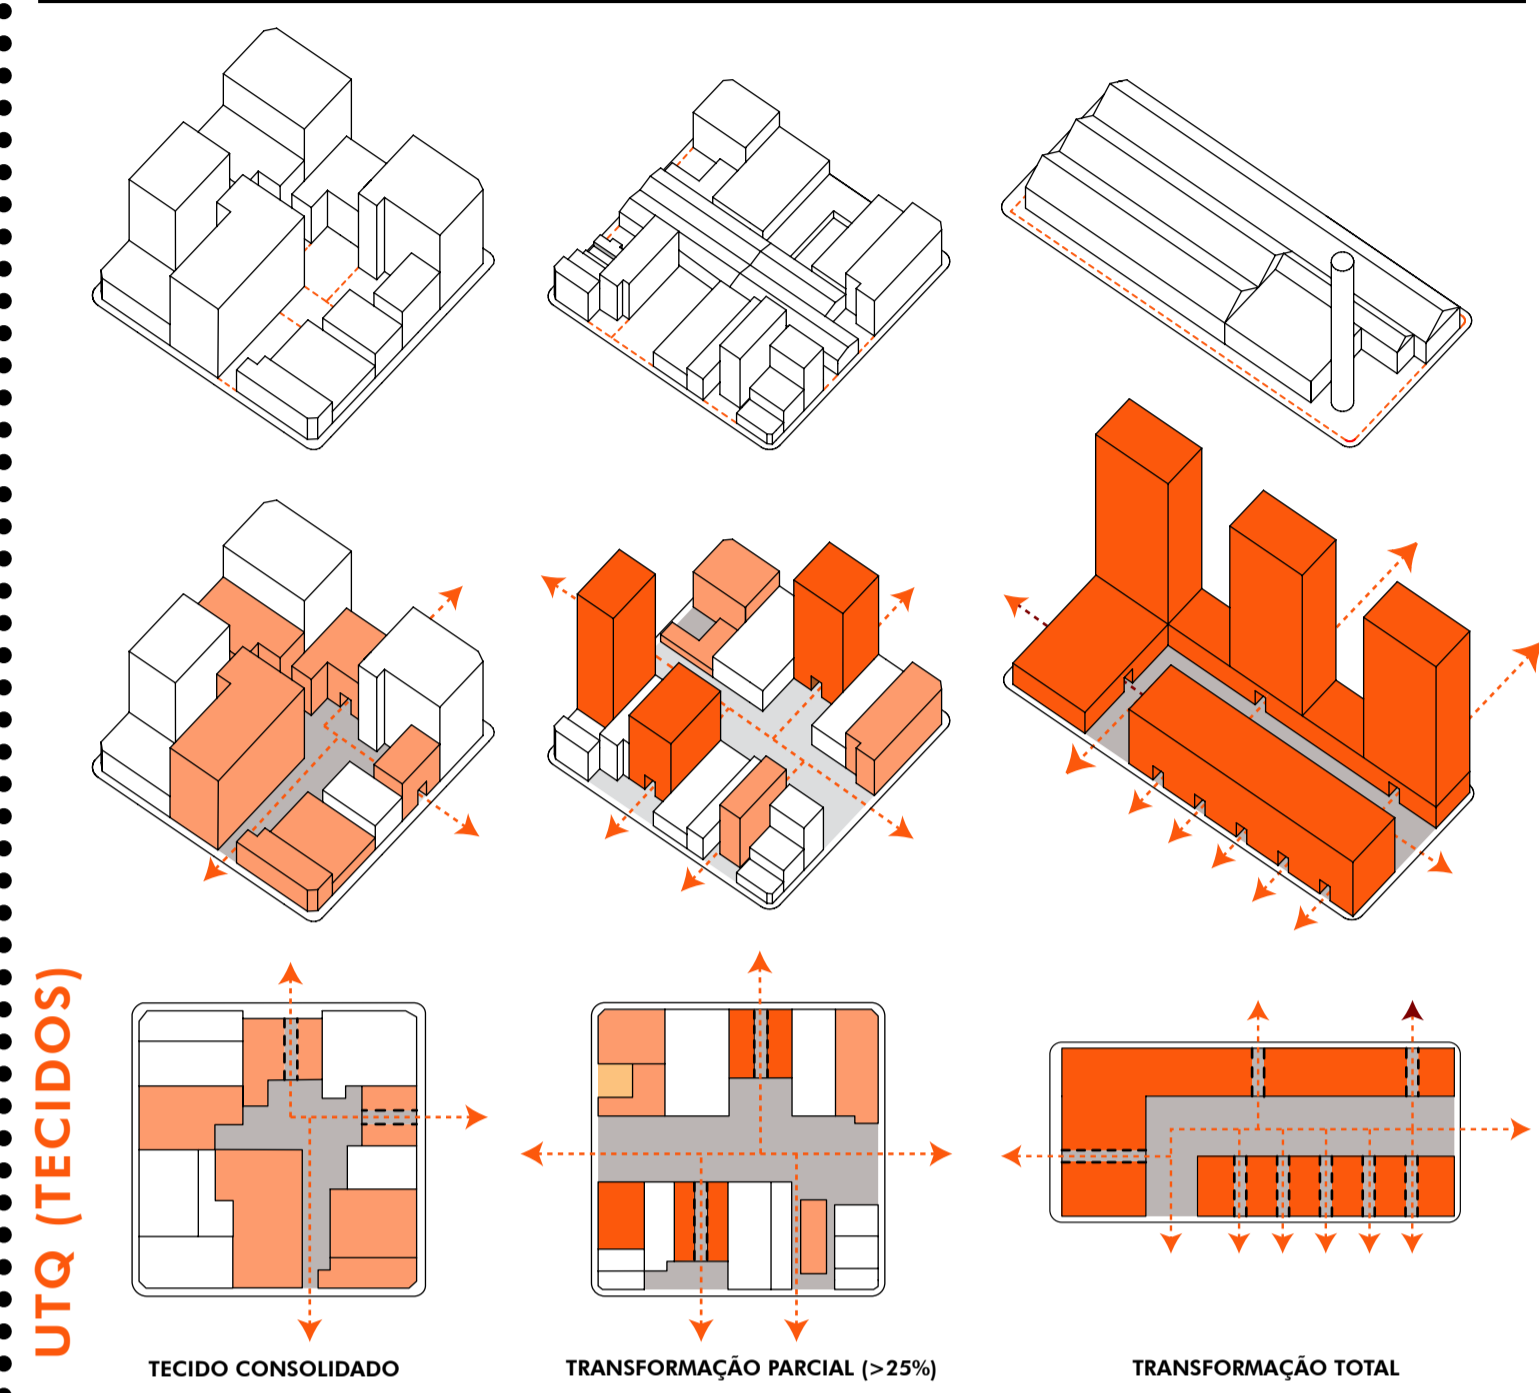 UTQ (TECIDOS)
TECIDO CONSOLIDADO
TRANSFORMAÇÃO PARCIAL (>25%)
TRANSFORMAÇÃO TOTAL